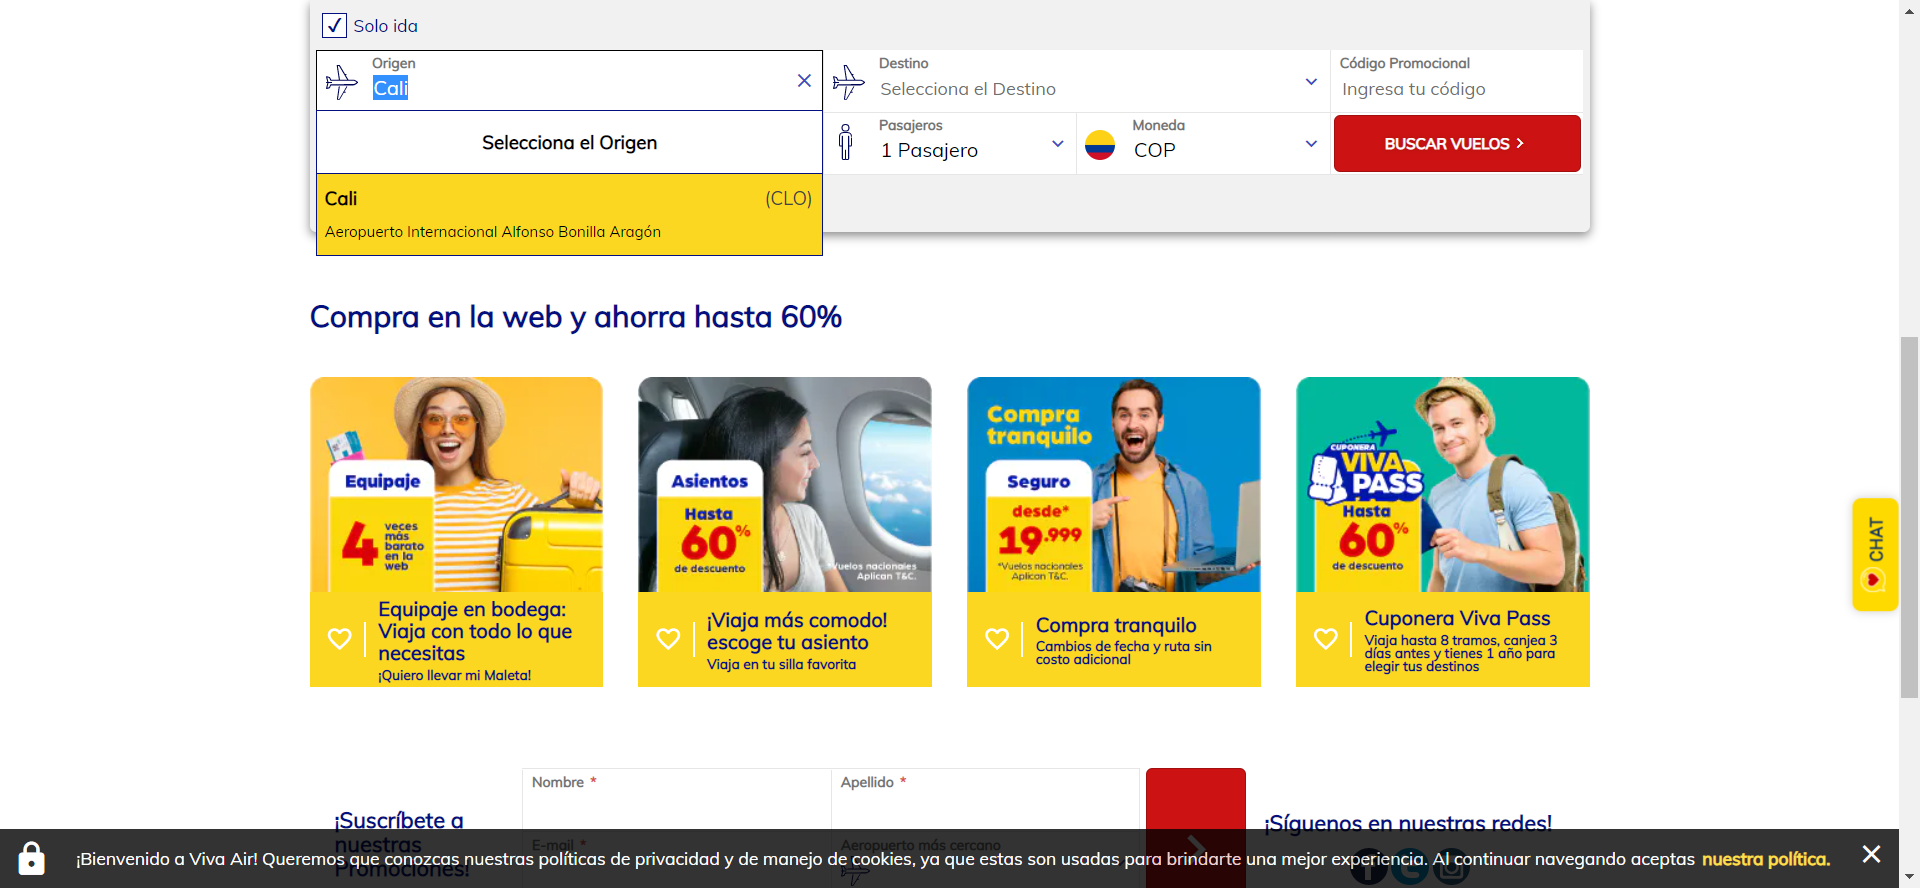 Solo ida
Origen
Cali
Destino
Selecciona el Destino
Código Promocional
Ingresa tu código
Selecciona el Origen
Pasajeros
1 Pasajero
Moneda
COP
BUSCAR VUELOS
Cali
(CLO)
Aeropuerto Internacional Alfonso Bonilla Aragón
Compra en la web y ahorra hasta 60%
Equipaje
4 veces
más
barato
en la
web
Equipaje en bodega:
Viaja con todo lo que
necesitas
¡Quiero llevar mi Maleta!
Asientos
Hasta
60%
de descuento
*Vuelos nacionales
Aplican T&C.
¡Viaja más comodo!
escoge tu asiento
Viaja en tu silla favorita
Compra
tranquilo
Seguro
desde*
19.999
*Vuelos nacionales
Aplican T&C.
Compra tranquilo
Cambios de fecha y ruta sin
costo adicional
CUPONERA
VIVA
PASS
Hasta
60%
de descuento
Cuponera Viva Pass
Viaja hasta 8 tramos, canjea 3
días antes y tienes 1 año para
elegir tus destinos
CHAT
¡Suscríbete a
nuestras
Promociones!
Nombre *
Apellido *
E-mail *
Aeropuerto más cercano
¡Síguenos en nuestras redes!
¡Bienvenido a Viva Air! Queremos que conozcas nuestras políticas de privacidad y de manejo de cookies, ya que estas son usadas para brindarte una mejor experiencia. Al continuar navegando aceptas nuestra política.